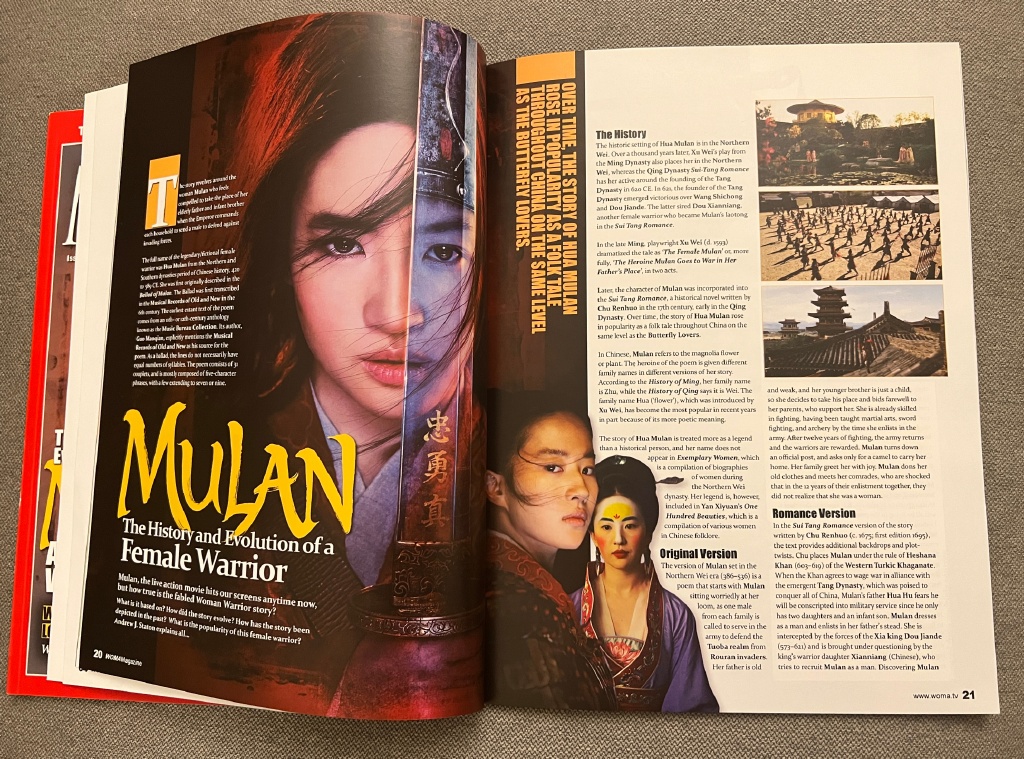 The story revolves around the
woman Mulan who feels
compelled to take the place of her
elderly father and infant brother
when the Emperor commands
each household to send a male to defend against
invading forces.
The full name of the legendary/fictional female
warrior was Hua Mulan from the Northern and
Southern dynasties period of Chinese history, 420
to 589 CE. She was first originally described in the
Ballad of Mulan. The Ballad was first transcribed
in the Musical Records of Old and New in the
6th century. The earliest extant text of the poem
comes from an 11th- or 12th-century anthology
known as the Music Bureau Collection. Its author,
Guo Maoqian, explicitly mentions the Musical
Records of Old and New as his source for the
poem. As a ballad, the lines do not necessarily have
equal numbers of syllables. The poem consists of 31
couplets, and is mostly composed of five-character
phrases, with a few extending to seven or nine.
忠
勇
真
MULAN
The History and Evolution of a
Female Warrior
Mulan, the live action movie hits our screens anytime now,
but how true is the fabled Woman Warrior story?
What is it based on? How did the story evolve? How has the story been
depicted in the past? What is the popularity of this female warrior?
Andrew J. Staton explains all...
20 WOMAMagazine
OVER TIME, THE STORY OF HUA MULAN
ROSE IN POPULARITY AS A FOLK TALE
THROUGHOUT CHINA, ON THE SAME LEVEL
AS THE BUTTERFLY LOVERS.
The History
The historic setting of Hua Mulan is in the Northern
Wei. Over a thousand years later, Xu Wei's play from
the Ming Dynasty also places her in the Northern
Wei, whereas the Qing Dynasty Sui Tang Romance
has her active around the founding of the Tang
Dynasty in 620 CE. In 621, the founder of the Tang
Dynasty emerged victorious over Wang Shichong
and Dou Jiande. The latter sired Dou Xianniang,
another female warrior who became Mulan's laotong
in the Sui Tang Romance.
In the late Ming, playwright Xu Wei (d. 1593)
dramatized the tale as 'The Female Mulan' or, more
fully, 'The Heroine Mulan Goes to War in Her
Father's Place', in two acts.
Later, the character of Mulan was incorporated into
the Sui Tang Romance, a historical novel written by
Chu Renhuo in the 17th century, early in the Qing
Dynasty. Over time, the story of Hua Mulan rose
in popularity as a folk tale throughout China on the
same level as the Butterfly Lovers.
In Chinese, Mulan refers to the magnolia flower
or plant. The heroine of the poem is given different
family names in different versions of her story.
According to the History of Ming, her family name
is Zhu, while the History of Qing says it is Wei. The
family name Hua ('flower'), which was introduced by
Xu Wei, has become the most popular in recent years
in part because of its more poetic meaning.
The story of Hua Mulan is treated more as a legend
than a historical person, and her name does not
appear in Exemplary Women, which
is a compilation of biographies
of women during
the Northern Wei
dynasty. Her legend is, however,
included in Yan Xiyuan's One
Hundred Beauties, which is a
compilation of various women
in Chinese folklore.
Original Version
The version of Mulan set in the
Northern Wei era (386–536) is a
poem that starts with Mulan
sitting worriedly at her
loom, as one male
from each family is
called to serve in the
army to defend the
Tuoba realm from
Rouran invaders.
Her father is old
and weak, and her younger brother is just a child,
so she decides to take his place and bids farewell to
her parents, who support her. She is already skilled
in fighting, having been taught martial arts, sword
fighting, and archery by the time she enlists in the
army. After twelve years of fighting, the army returns
and the warriors are rewarded. Mulan turns down
an official post, and asks only for a camel to carry her
home. Her family greet her with joy. Mulan dons her
old clothes and meets her comrades, who are shocked
that in the 12 years of their enlistment together, they
did not realize that she was a woman.
Romance Version
In the Sui Tang Romance version of the story
written by Chu Renhuo (c. 1675; first edition 1695),
the text provides additional backdrops and plot-
twists. Chu places Mulan under the rule of Heshana
Khan (603–619) of the Western Turkic Khaganate.
When the Khan agrees to wage war in alliance with
the emergent Tang Dynasty, which was poised to
conquer all of China, Mulan's father Hua Hu fears he
will be conscripted into military service since he only
has two daughters and an infant son. Mulan dresses
as a man and enlists in her father's stead. She is
intercepted by the forces of the Xia king Dou Jiande
(573–621) and is brought under questioning by the
king's warrior daughter Xianniang (Chinese), who
tries to recruit Mulan as a man. Discovering Mulan
www.woma.tv 21